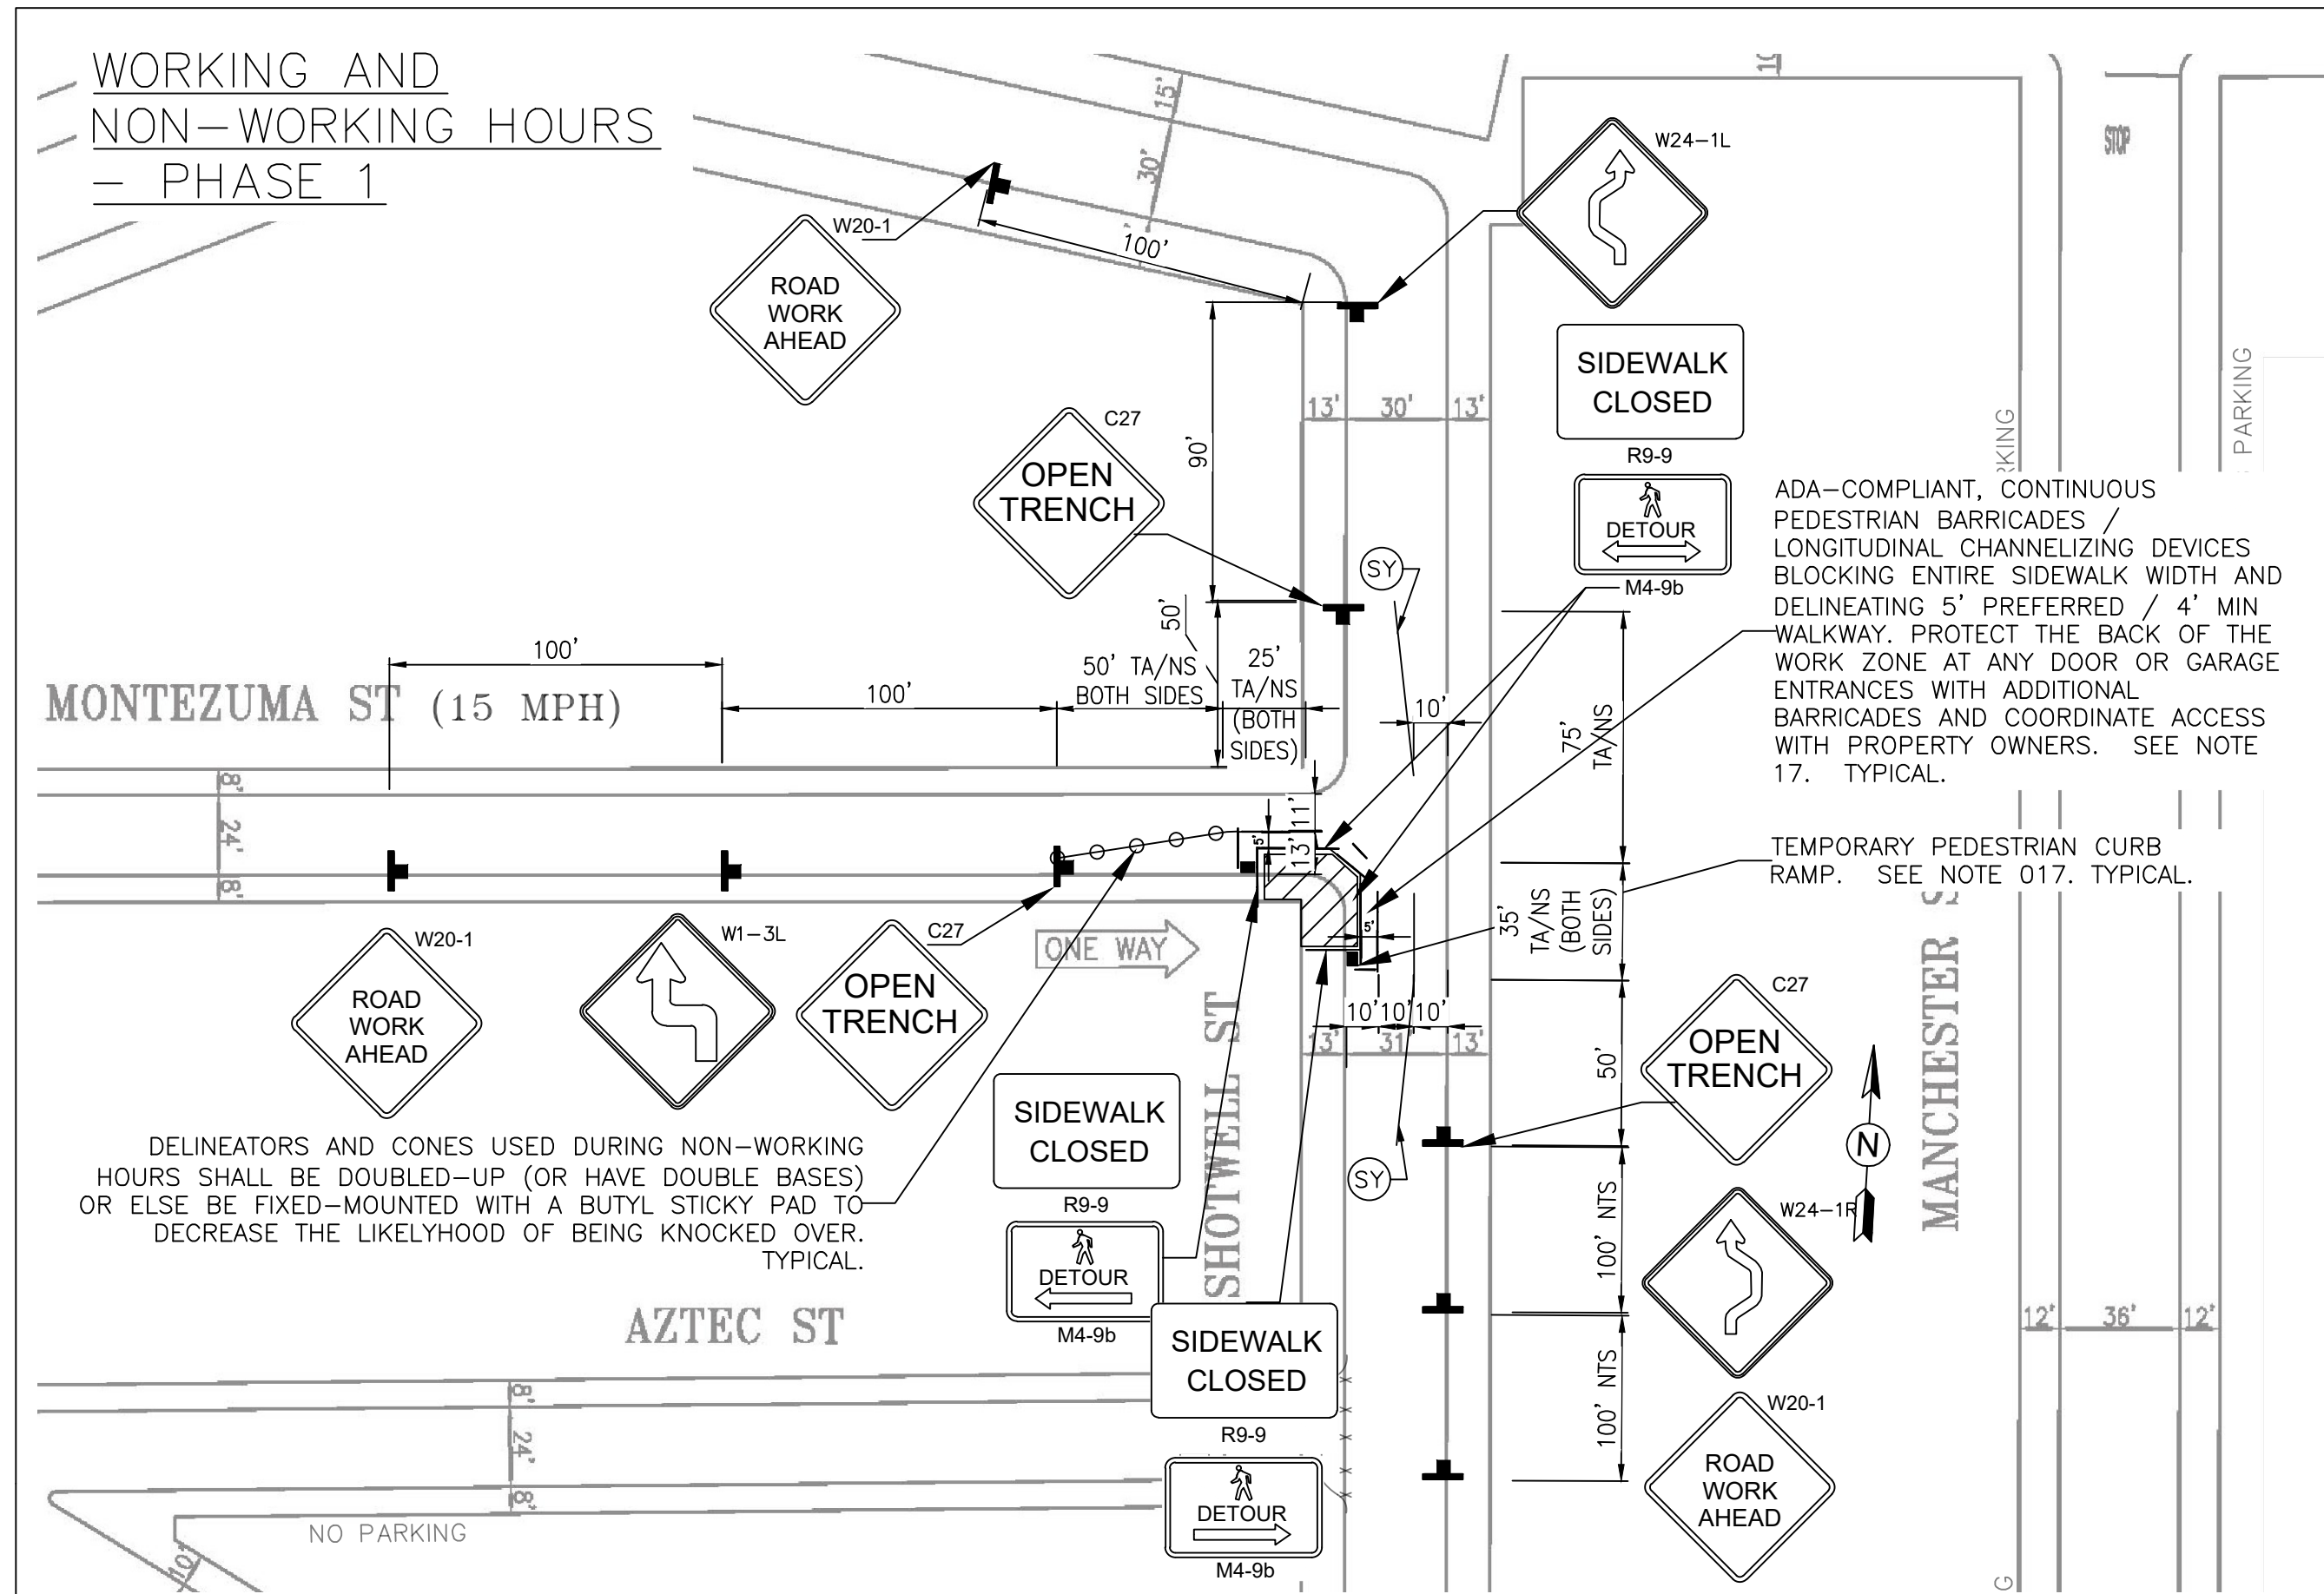 WORKING AND
NON-WORKING HOURS
- PHASE 1
15'
30'
W20-1
ROAD
WORK
AHEAD
100'
W24-1L
STOP
SIDEWALK
CLOSED
R9-9
DETOUR
M4-9b
13'
30'
13'
90'
C27
OPEN
TRENCH
SY
PARKING
ADA-COMPLIANT, CONTINUOUS
PEDESTRIAN BARRICADES /
LONGITUDINAL CHANNELIZING DEVICES
BLOCKING ENTIRE SIDEWALK WIDTH AND
DELINEATING 5' PREFERRED / 4' MIN
WALKWAY. PROTECT THE BACK OF THE
WORK ZONE AT ANY DOOR OR GARAGE
ENTRANCES WITH ADDITIONAL
BARRICADES AND COORDINATE ACCESS
WITH PROPERTY OWNERS. SEE NOTE
17. TYPICAL.
50'
100'
100'
50' TA/NS
BOTH SIDES
25'
TA/NS
(BOTH
SIDES)
10'
75'
TA/NS
MONTEZUMA ST (15 MPH)
8'
24'
8'
11'
13'
5'
5'
TEMPORARY PEDESTRIAN CURB
RAMP. SEE NOTE 017. TYPICAL.
35'
TA/NS
(BOTH
SIDES)
W20-1
ROAD
WORK
AHEAD
W1-3L
C27
OPEN
TRENCH
ONE WAY
10'
10'
10'
13'
31'
13'
50'
C27
OPEN
TRENCH
N
MANCHESTER S
SHOTWELL ST
DELINEATORS AND CONES USED DURING NON-WORKING
HOURS SHALL BE DOUBLED-UP (OR HAVE DOUBLE BASES)
OR ELSE BE FIXED-MOUNTED WITH A BUTYL STICKY PAD TO
DECREASE THE LIKELYHOOD OF BEING KNOCKED OVER.
TYPICAL.
SIDEWALK
CLOSED
R9-9
DETOUR
M4-9b
SY
100' NTS
W24-1R
AZTEC ST
SIDEWALK
CLOSED
R9-9
DETOUR
M4-9b
100' NTS
W20-1
ROAD
WORK
AHEAD
12'
36'
12'
8'
24'
8'
NO PARKING
10'